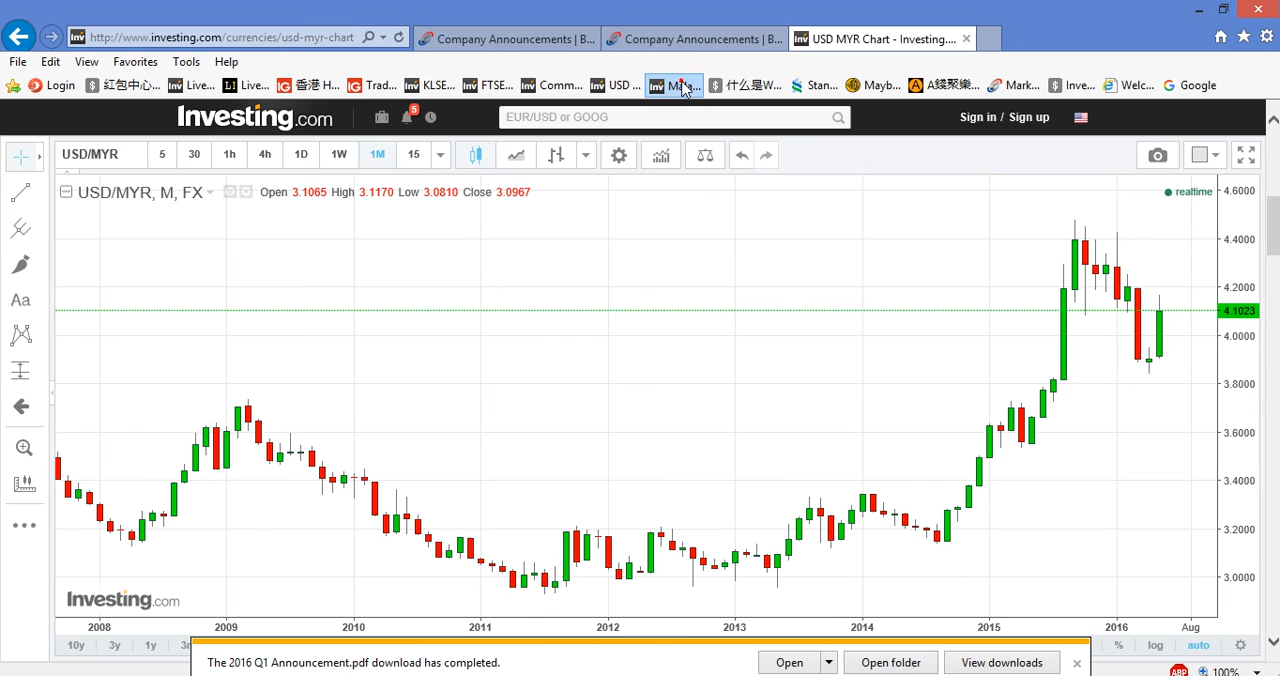 http://www.investing.com/currencies/usd-myr-chart
Company Announcements | B...
Company Announcements | B...
USD MYR Chart - Investing....
File Edit View Favorites Tools Help
Login 红包中心... Live... Live... 香港 H... Trad... KLSE... FTSE... Comm... USD ... 什么是W... Stan... Mayb... A錢聚樂... Mark... Inve... Welc... Google
Investing.com 5 EUR/USD or GOOG Sign in / Sign up
USD/MYR 5 30 1h 4h 1D 1W 1M 15
USD/MYR, M, FX Open 3.1065 High 3.1170 Low 3.0810 Close 3.0967 realtime
4.6000
4.4000
4.2000
4.1023
4.0000
3.8000
3.6000
3.4000
3.2000
3.0000
Aa
Investing.com
2008 2009 2010 2011 2012 2013 2014 2015 2016 Aug
10y 3y 1y % log auto
The 2016 Q1 Announcement.pdf download has completed. Open Open folder View downloads
ABP 100%